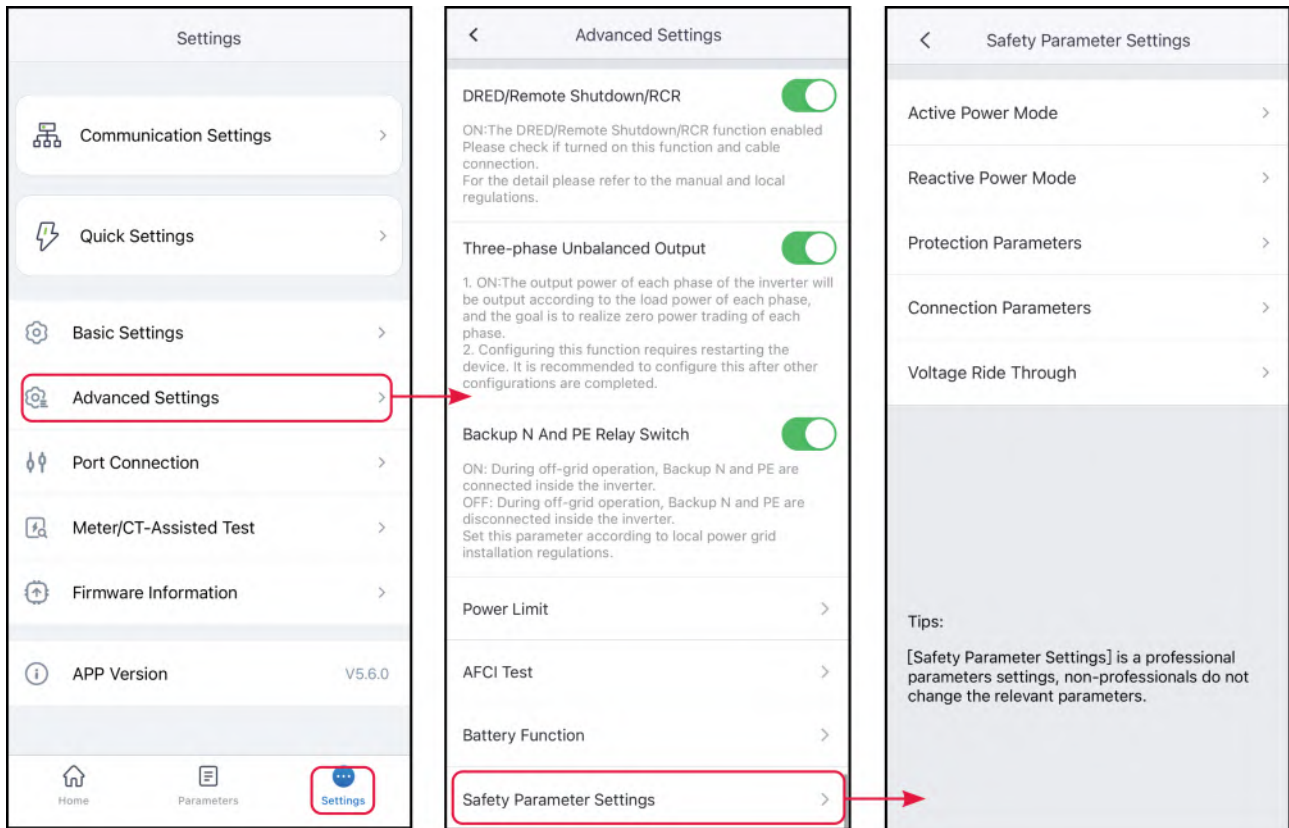 Settings
Communication Settings
Quick Settings
Basic Settings
Advanced Settings
Port Connection
Meter/CT-Assisted Test
Firmware Information
APP Version V5.6.0
Home Parameters Settings
Advanced Settings
DRED/Remote Shutdown/RCR
ON:The DRED/Remote Shutdown/RCR function enabled
Please check if turned on this function and cable
connection.
For the detail please refer to the manual and local
regulations.
Three-phase Unbalanced Output
1. ON:The output power of each phase of the inverter will
be output according to the load power of each phase,
and the goal is to realize zero power trading of each
phase.
2. Configuring this function requires restarting the
device. It is recommended to configure this after other
configurations are completed.
Backup N And PE Relay Switch
ON: During off-grid operation, Backup N and PE are
connected inside the inverter.
OFF: During off-grid operation, Backup N and PE are
disconnected inside the inverter.
Set this parameter according to local power grid
installation regulations.
Power Limit
AFCI Test
Battery Function
Safety Parameter Settings
Safety Parameter Settings
Active Power Mode
Reactive Power Mode
Protection Parameters
Connection Parameters
Voltage Ride Through
Tips:
[Safety Parameter Settings] is a professional
parameters settings, non-professionals do not
change the relevant parameters.